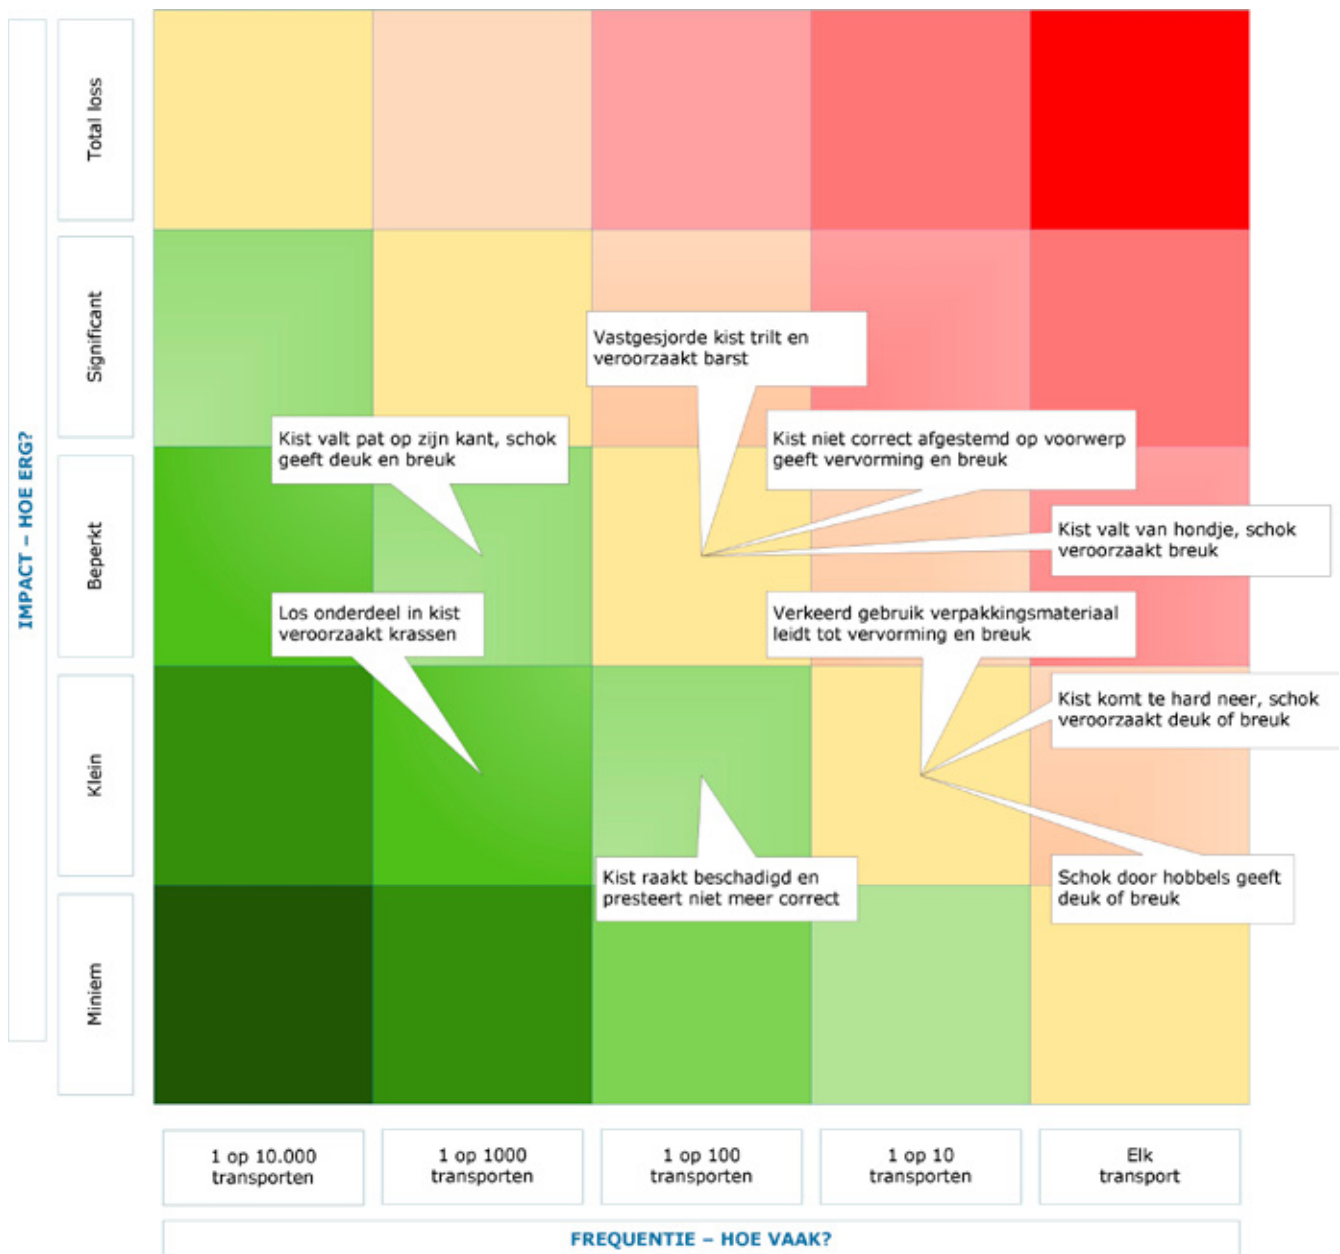 IMPACT – HOE ERG?
Total loss
Significant
Beperkt
Klein
Miniem
Vastgesjorde kist trilt en
veroorzaakt barst
Kist valt pat op zijn kant, schok
geeft deuk en breuk
Kist niet correct afgestemd op voorwerp
geeft vervorming en breuk
Kist valt van hondje, schok
veroorzaakt breuk
Los onderdeel in kist
veroorzaakt krassen
Verkeerd gebruik verpakkingsmateriaal
leidt tot vervorming en breuk
Kist komt te hard neer, schok
veroorzaakt deuk of breuk
Kist raakt beschadigd en
presteert niet meer correct
Schok door hobbels geeft
deuk of breuk
1 op 10.000
transporten
1 op 1000
transporten
1 op 100
transporten
1 op 10
transporten
Elk
transport
FREQUENTIE – HOE VAAK?